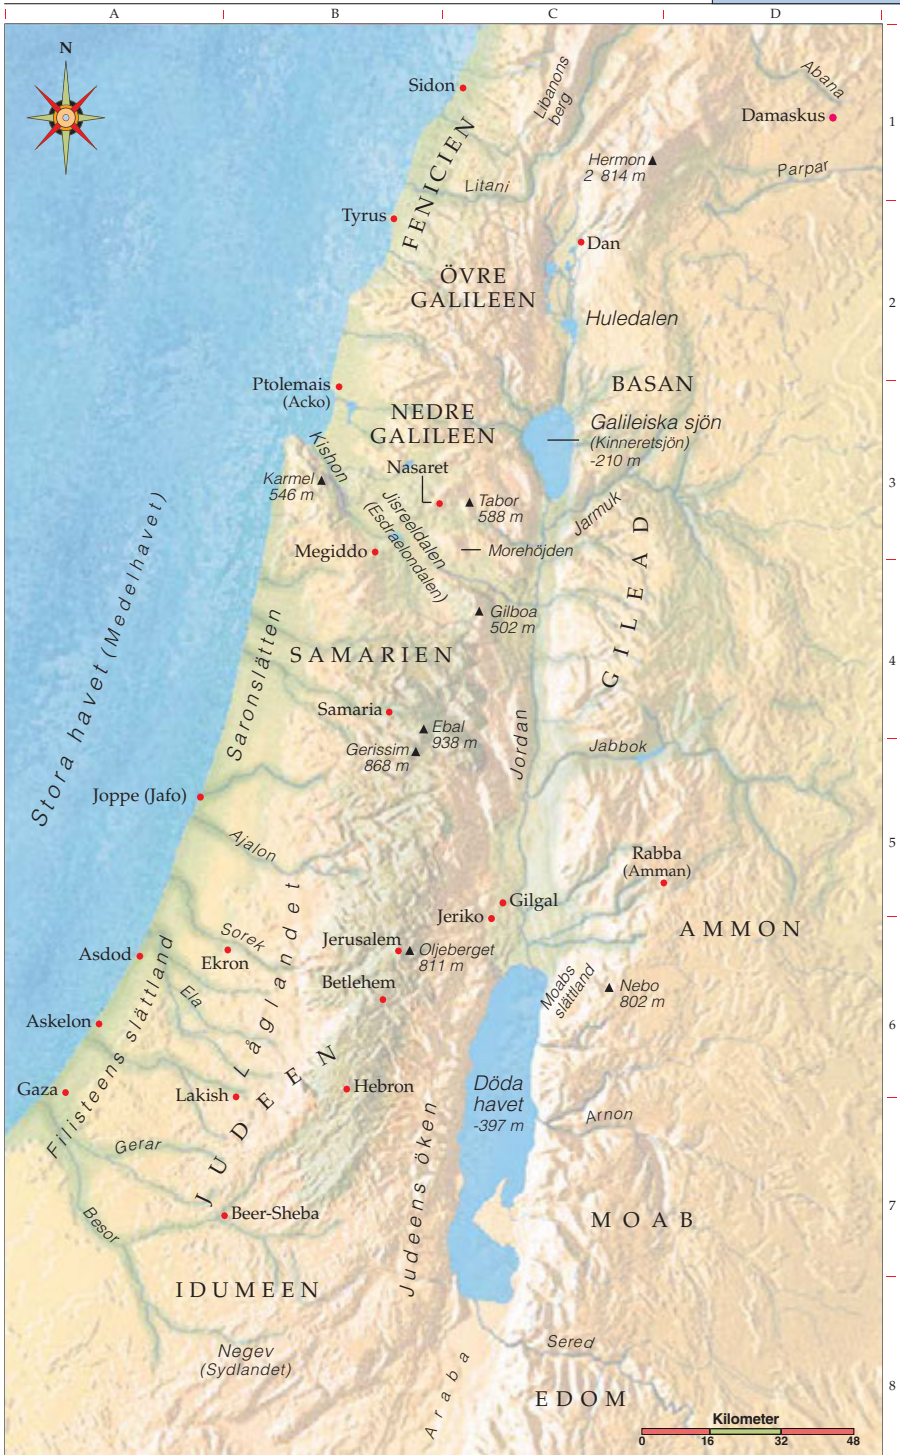 A B C D
N
Sidon
Libanons
berg
Abana
Damaskus
1
FENICIEN
Hermon
2 814 m
Litani
Parpar
Tyrus
Dan
ÖVRE
GALILEEN
2
Huledalen
Ptolemais
(Acko)
BASAN
NEDRE
GALILEEN
Galileiska sjön
(Kinneretsjön)
-210 m
Kishon
Nasaret
3
Karmel
546 m
Tabor
588 m
Jisreeldalen
(Esdraelondalen)
Jarmuk
Megiddo
Morehöjden
GILEAD
Stora havet (Medelhavet)
Gilboa
502 m
Saronslätten
SAMARIEN
4
Samaria
Ebal
938 m
Gerissim
868 m
Jordan
Jabbok
Joppe (Jafo)
Ajalon
5
Rabba
(Amman)
Låglandet
Gilgal
Jeriko
AMMON
Sorek
Jerusalem
Oljeberget
811 m
Asdod
Ekron
Filisteens slättland
Betlehem
Moabs
slättland
Nebo
802 m
Ela
Askelon
6
JUDEEN
Gaza
Lakish
Hebron
Döda
havet
-397 m
Arnon
Gerar
Judeens öken
7
Besor
Beer-Sheba
MOAB
IDUMEEN
Negev
(Sydlandet)
Sered
Araba
8
EDOM
Kilometer
0 16 32 48